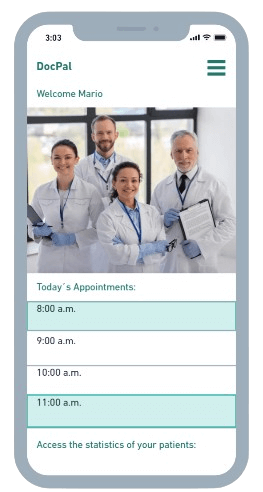 3:03
DocPal
Welcome Mario
Today´s Appointments:
8:00 a.m.
9:00 a.m.
10:00 a.m.
11:00 a.m.
Access the statistics of your patients: